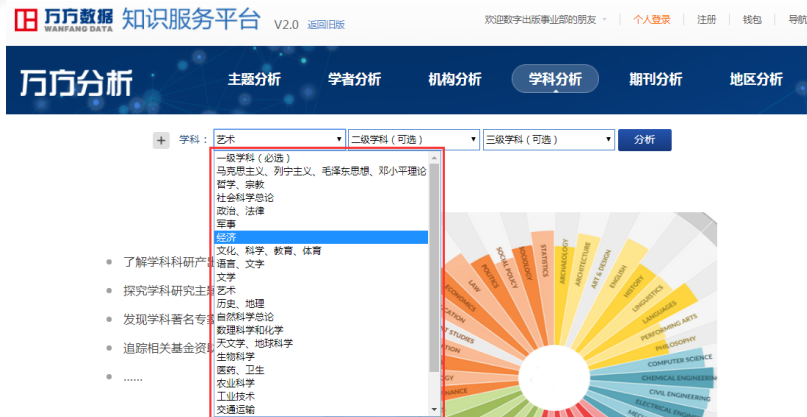 万方数据 知识服务平台 V2.0 返回旧版 欢迎数字出版事业部的朋友 个人登录 注册 钱包 导航
WANFANG DATA
万方分析 主题分析 学者分析 机构分析 学科分析 期刊分析 地区分析
+ 学科： 艺术 二级学科（可选） 三级学科（可选） 分析
一级学科（必选）
马克思主义、列宁主义、毛泽东思想、邓小平理论
哲学、宗教
社会科学总论
政治、法律
军事
经济
文化、科学、教育、体育
语言、文字
文学
艺术
历史、地理
自然科学总论
数理科学和化学
天文学、地球科学
生物科学
医药、卫生
农业科学
工业技术
交通运输
了解学科科研产
探究学科研究主
发现学科著名专
追踪相关基金资
......
ECONOMICS
LAW
POLITICS
SOCIAL POLICY
SOCIOLOGY
STATISTICS
ARCHAEOLOGY
ARCHITECTURE
ART & DESIGN
ENGLISH
HISTORY
LINGUISTICS
LANGUAGES
PERFORMING ARTS
PHILOSOPHY
COMPUTER SCIENCE
CHEMICAL ENGINEERIN
CIVIL ENGINEERING